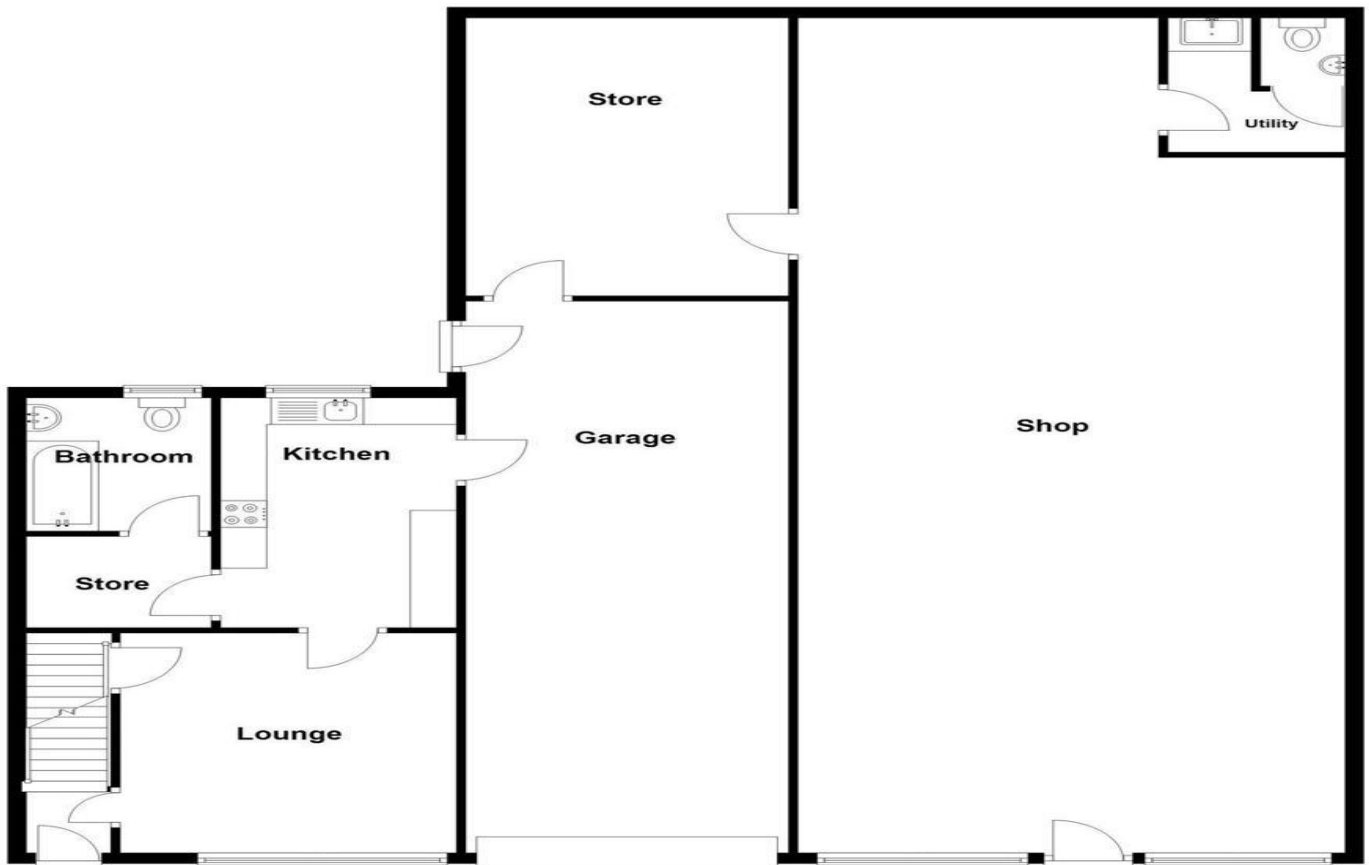 Store
Utility
Shop
Garage
Kitchen
Bathroom
Store
Lounge